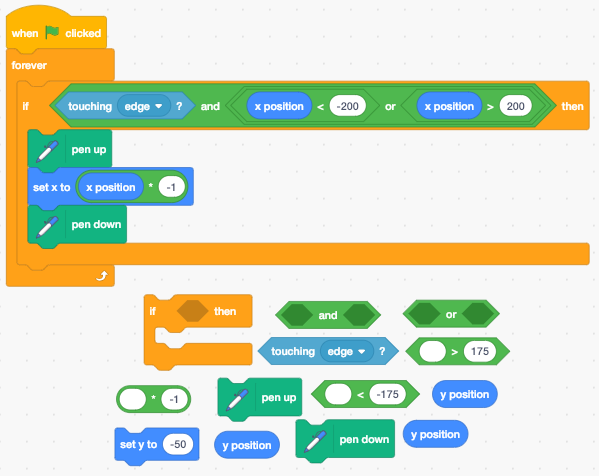 when clicked
forever
if touching edge ? and x position < -200 or x position > 200 then
pen up
set x to x position * -1
pen down
if then and or
touching edge ? > 175
* -1 pen up < -175 y position
set y to -50 y position pen down y position